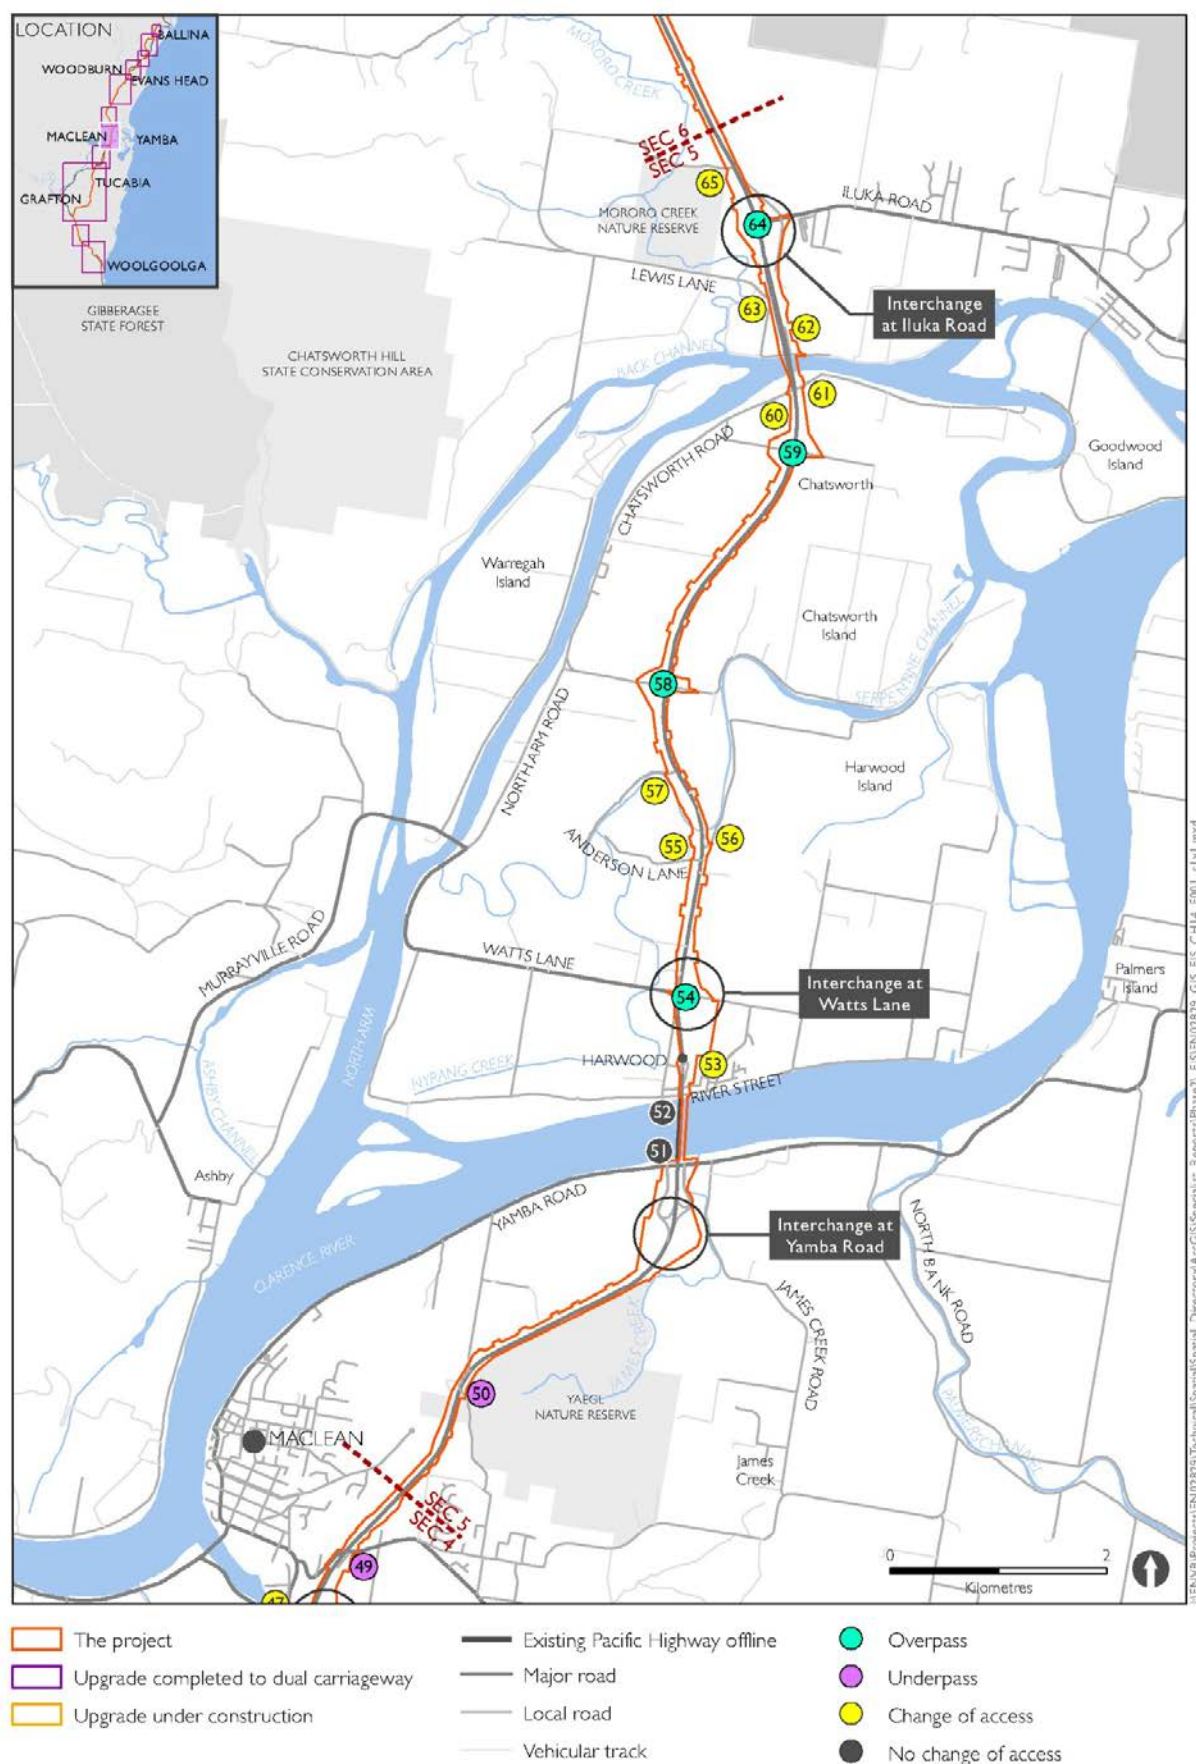 LOCATION
BALLINA
WOODBURN
EVANS HEAD
MACLEAN
YAMBA
TUCABIA
GRAFTON
WOOLGOOLGA
MORORO CREEK
SEC 6
SEC 5
65
MORORO CREEK
NATURE RESERVE
64
ILUKA ROAD
LEWIS LANE
63
62
Interchange
at Iluka Road
GIBBERAGEE
STATE FOREST
CHATSWORTH HILL
STATE CONSERVATION AREA
BACK CHANNEL
61
60
59
CHATSWORTH ROAD
Chatsworth
Goodwood
Island
Warregah
Island
Chatsworth
Island
SERPENTINE CHANNEL
58
NORTH ARM ROAD
Harwood
Island
57
56
55
ANDERSON LANE
MURRAYVILLE ROAD
WATTS LANE
54
Interchange at
Watts Lane
Palmers
Island
NORTH ARM
ASHBY CHANNEL
NYRANG CREEK
HARWOOD
53
RIVER STREET
52
51
Ashby
YAMBA ROAD
CLARENCE RIVER
Interchange at
Yamba Road
NORTH BANK ROAD
JAMES CREEK ROAD
JAMES CREEK
50
YAEGL
NATURE RESERVE
PALMERS CHANNEL
MACLEAN
James
Creek
SEC 5
SEC 4
49
47
0 2
Kilometres
The project
Upgrade completed to dual carriageway
Upgrade under construction
Existing Pacific Highway offline
Major road
Local road
Vehicular track
Overpass
Underpass
Change of access
No change of access